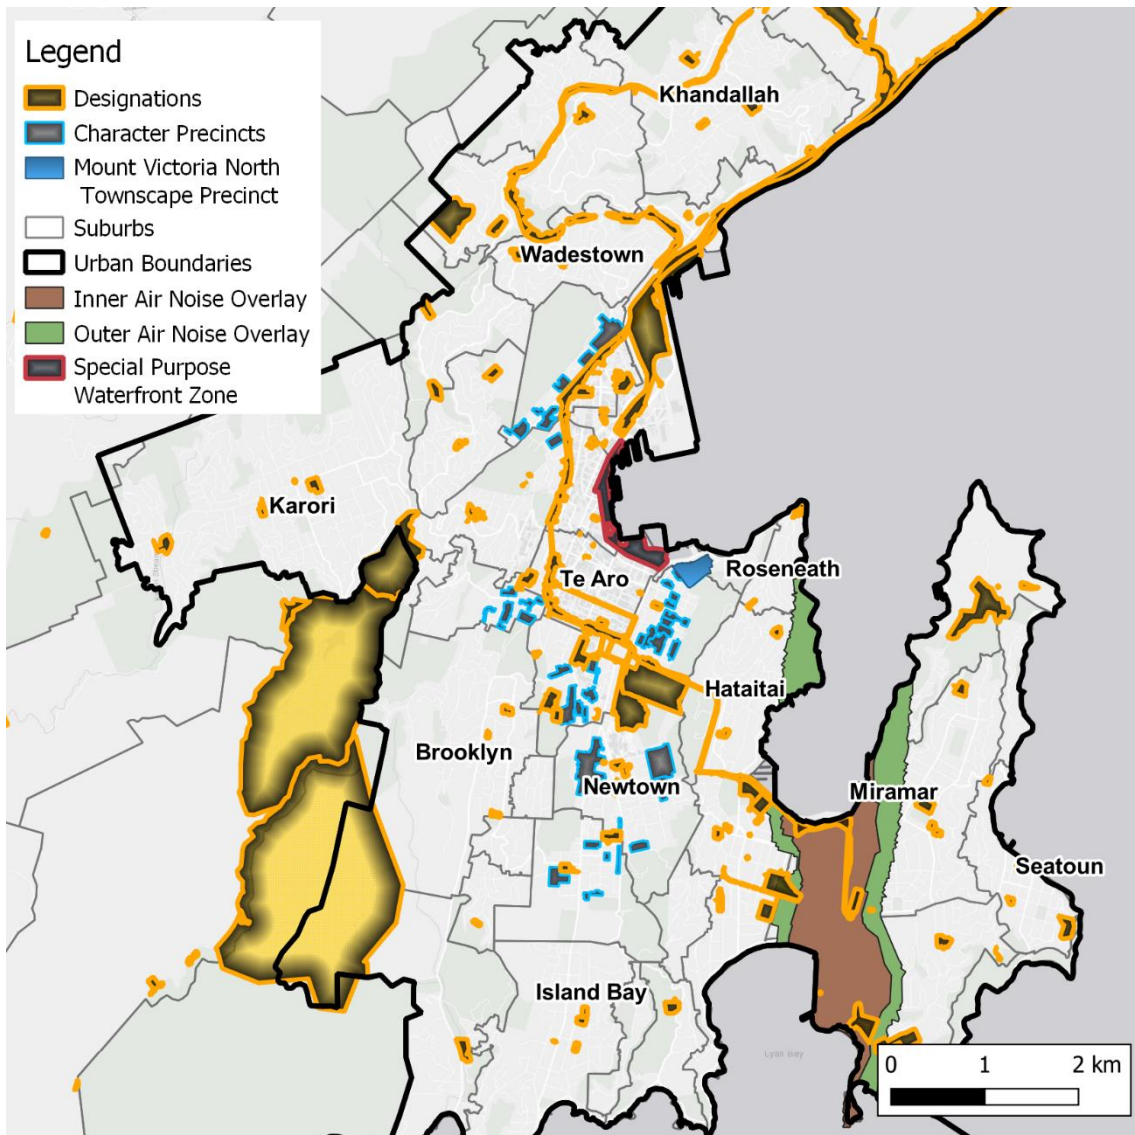 Legend
Designations
Character Precincts
Mount Victoria North
Townscape Precinct
Suburbs
Urban Boundaries
Inner Air Noise Overlay
Outer Air Noise Overlay
Special Purpose
Waterfront Zone
Khandallah
Wadestown
Karori
Te Aro
Roseneath
Hataitai
Brooklyn
Newtown
Miramar
Seatoun
Island Bay
Lyall Bay
0 1 2 km